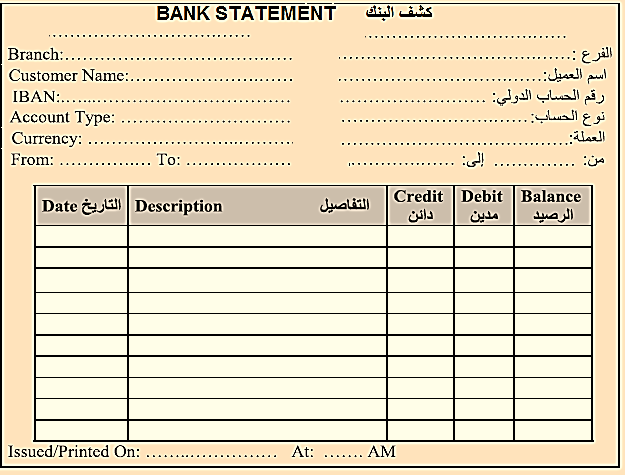 BANK STATEMENT كشف البنك
................................ ................................
Branch:....................................... الفرع :.......................................
Customer Name:............................ اسم العميل:.......................................
IBAN:....................................... رقم الحساب الدولي: ............................
Account Type: ............................ نوع الحساب:.......................................
Currency: ................................ العملة:.......................................
From: ................ To: .................... من: .............. إلى: ..................
Date التاريخ Description التفاصيل Credit دائن Debit مدين Balance الرصيد
Issued/Printed On: ........................ At: ....... AM